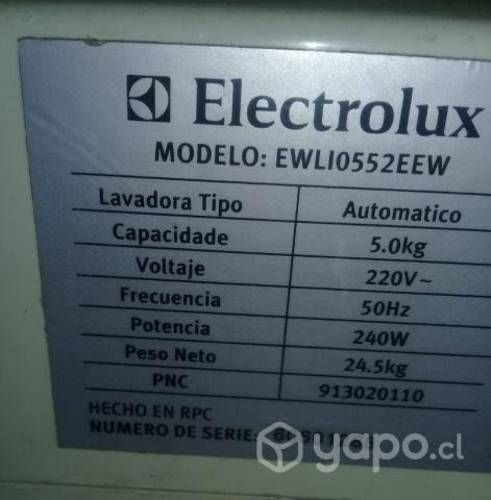 Electrolux
MODELO: EWLI0552EEW
Lavadora Tipo Automatico
Capacidade 5.0kg
Voltaje 220V~
Frecuencia 50Hz
Potencia 240W
Peso Neto 24.5kg
PNC 913020110
HECHO EN RPC
NUMERO DE SERIE:
yapo.cl